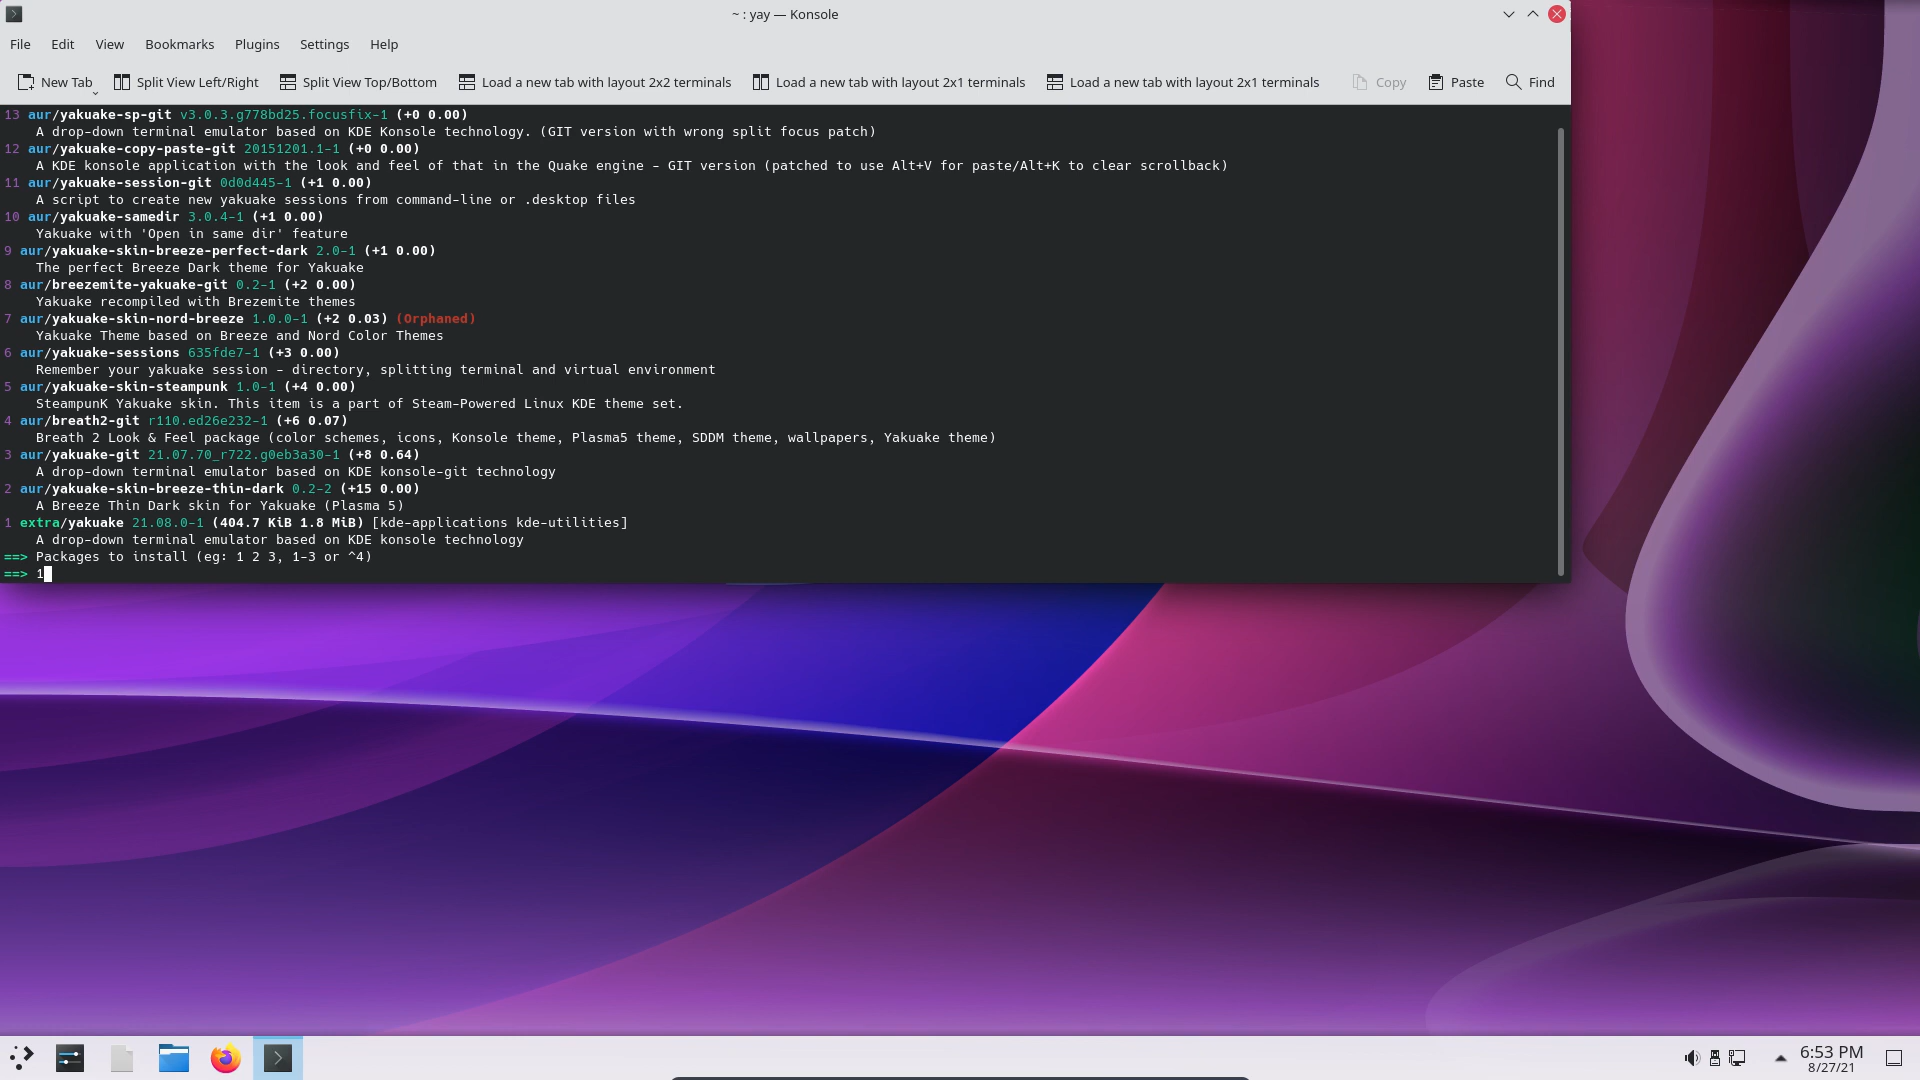 ~ : yay — Konsole
File Edit View Bookmarks Plugins Settings Help
New Tab Split View Left/Right Split View Top/Bottom Load a new tab with layout 2x2 terminals Load a new tab with layout 2x1 terminals Load a new tab with layout 2x1 terminals Copy Paste Find
13 aur/yakuake-sp-git v3.0.3.g778bd25.focusfix-1 (+0 0.00)
A drop-down terminal emulator based on KDE Konsole technology. (GIT version with wrong split focus patch)
12 aur/yakuake-copy-paste-git 20151201.1-1 (+0 0.00)
A KDE konsole application with the look and feel of that in the Quake engine - GIT version (patched to use Alt+V for paste/Alt+K to clear scrollback)
11 aur/yakuake-session-git 0d0d445-1 (+1 0.00)
A script to create new yakuake sessions from command-line or .desktop files
10 aur/yakuake-samedir 3.0.4-1 (+1 0.00)
Yakuake with 'Open in same dir' feature
9 aur/yakuake-skin-breeze-perfect-dark 2.0-1 (+1 0.00)
The perfect Breeze Dark theme for Yakuake
8 aur/breezemite-yakuake-git 0.2-1 (+2 0.00)
Yakuake recompiled with Brezemite themes
7 aur/yakuake-skin-nord-breeze 1.0.0-1 (+2 0.03) (Orphaned)
Yakuake Theme based on Breeze and Nord Color Themes
6 aur/yakuake-sessions 635fde7-1 (+3 0.00)
Remember your yakuake session - directory, splitting terminal and virtual environment
5 aur/yakuake-skin-steampunk 1.0-1 (+4 0.00)
SteampunK Yakuake skin. This item is a part of Steam-Powered Linux KDE theme set.
4 aur/breath2-git r110.ed26e232-1 (+6 0.07)
Breath 2 Look & Feel package (color schemes, icons, Konsole theme, Plasma5 theme, SDDM theme, wallpapers, Yakuake theme)
3 aur/yakuake-git 21.07.70_r722.g0eb3a30-1 (+8 0.64)
A drop-down terminal emulator based on KDE konsole-git technology
2 aur/yakuake-skin-breeze-thin-dark 0.2-2 (+15 0.00)
A Breeze Thin Dark skin for Yakuake (Plasma 5)
1 extra/yakuake 21.08.0-1 (404.7 KiB 1.8 MiB) [kde-applications kde-utilities]
A drop-down terminal emulator based on KDE konsole technology
==> Packages to install (eg: 1 2 3, 1-3 or ^4)
==> 1
6:53 PM
8/27/21